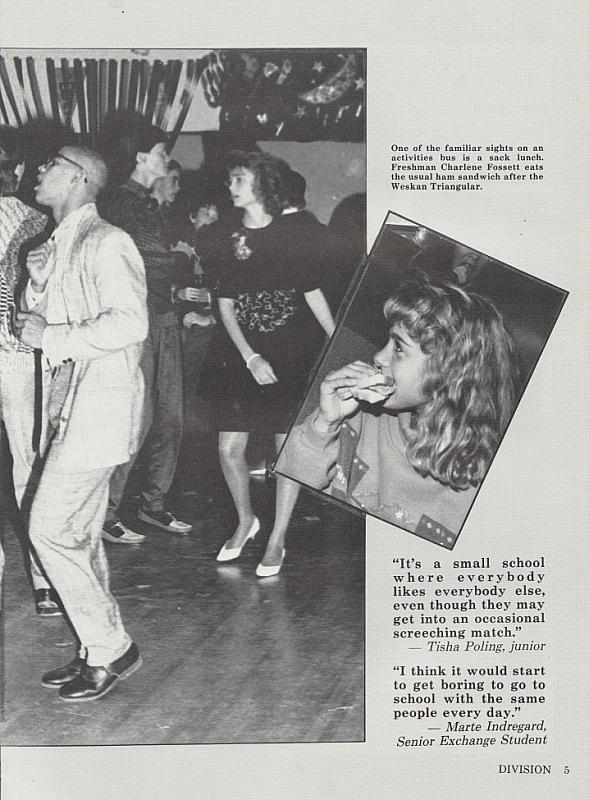 One of the familiar sights on an
activities bus is a sack lunch.
Freshman Charlene Fossett eats
the usual ham sandwich after the
Weskan Triangular.
"It's a small school
where everybody
likes everybody else,
even though they may
get into an occasional
screeching match."
— Tisha Poling, junior
"I think it would start
to get boring to go to
school with the same
people every day."
— Marte Indregard,
Senior Exchange Student
DIVISION 5